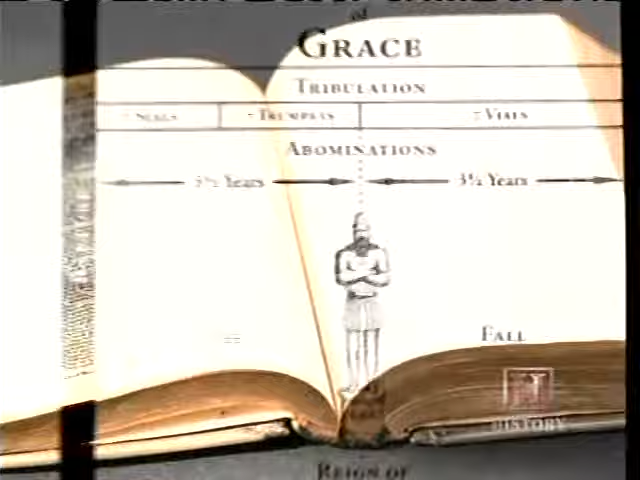 of
GRACE
TRIBULATION
7 SEALS 7 TRUMPETS 7 VIALS
ABOMINATIONS
3½ Years 3½ Years
FALL
H
HISTORY
REIGN OF